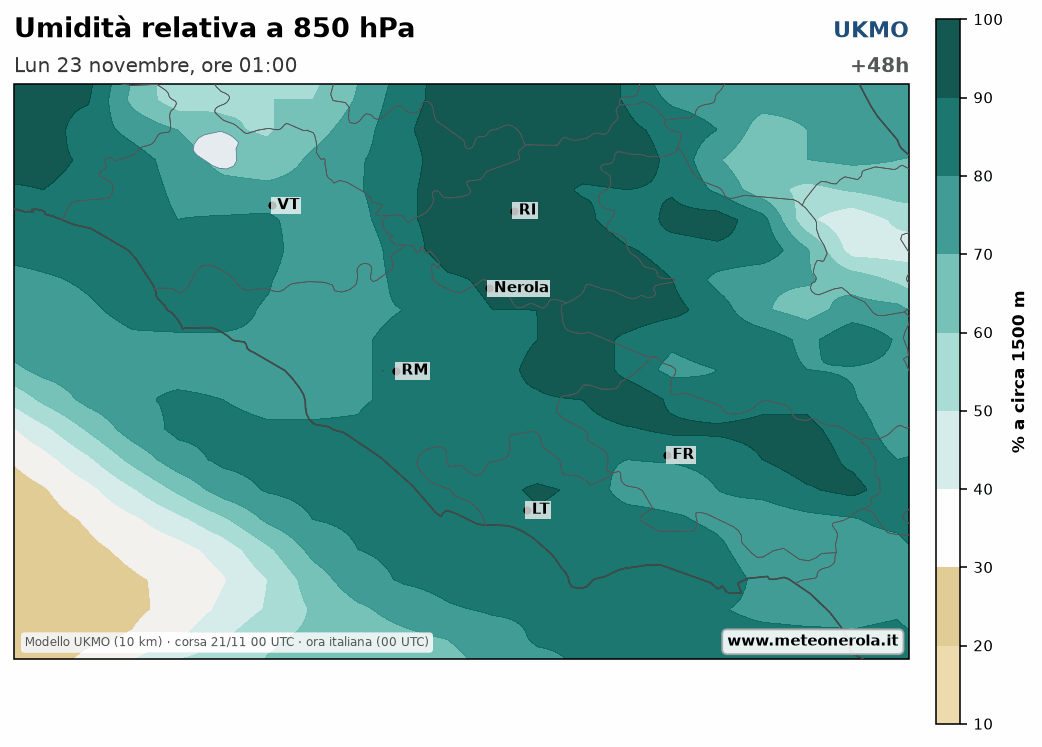 Umidità relativa a 850 hPa
UKMO
Lun 23 novembre, ore 01:00
+48h
100
90
80
70
60
50
40
30
20
10
% a circa 1500 m
VT
RI
Nerola
RM
FR
LT
Modello UKMO (10 km) · corsa 21/11 00 UTC · ora italiana (00 UTC)
www.meteonerola.it